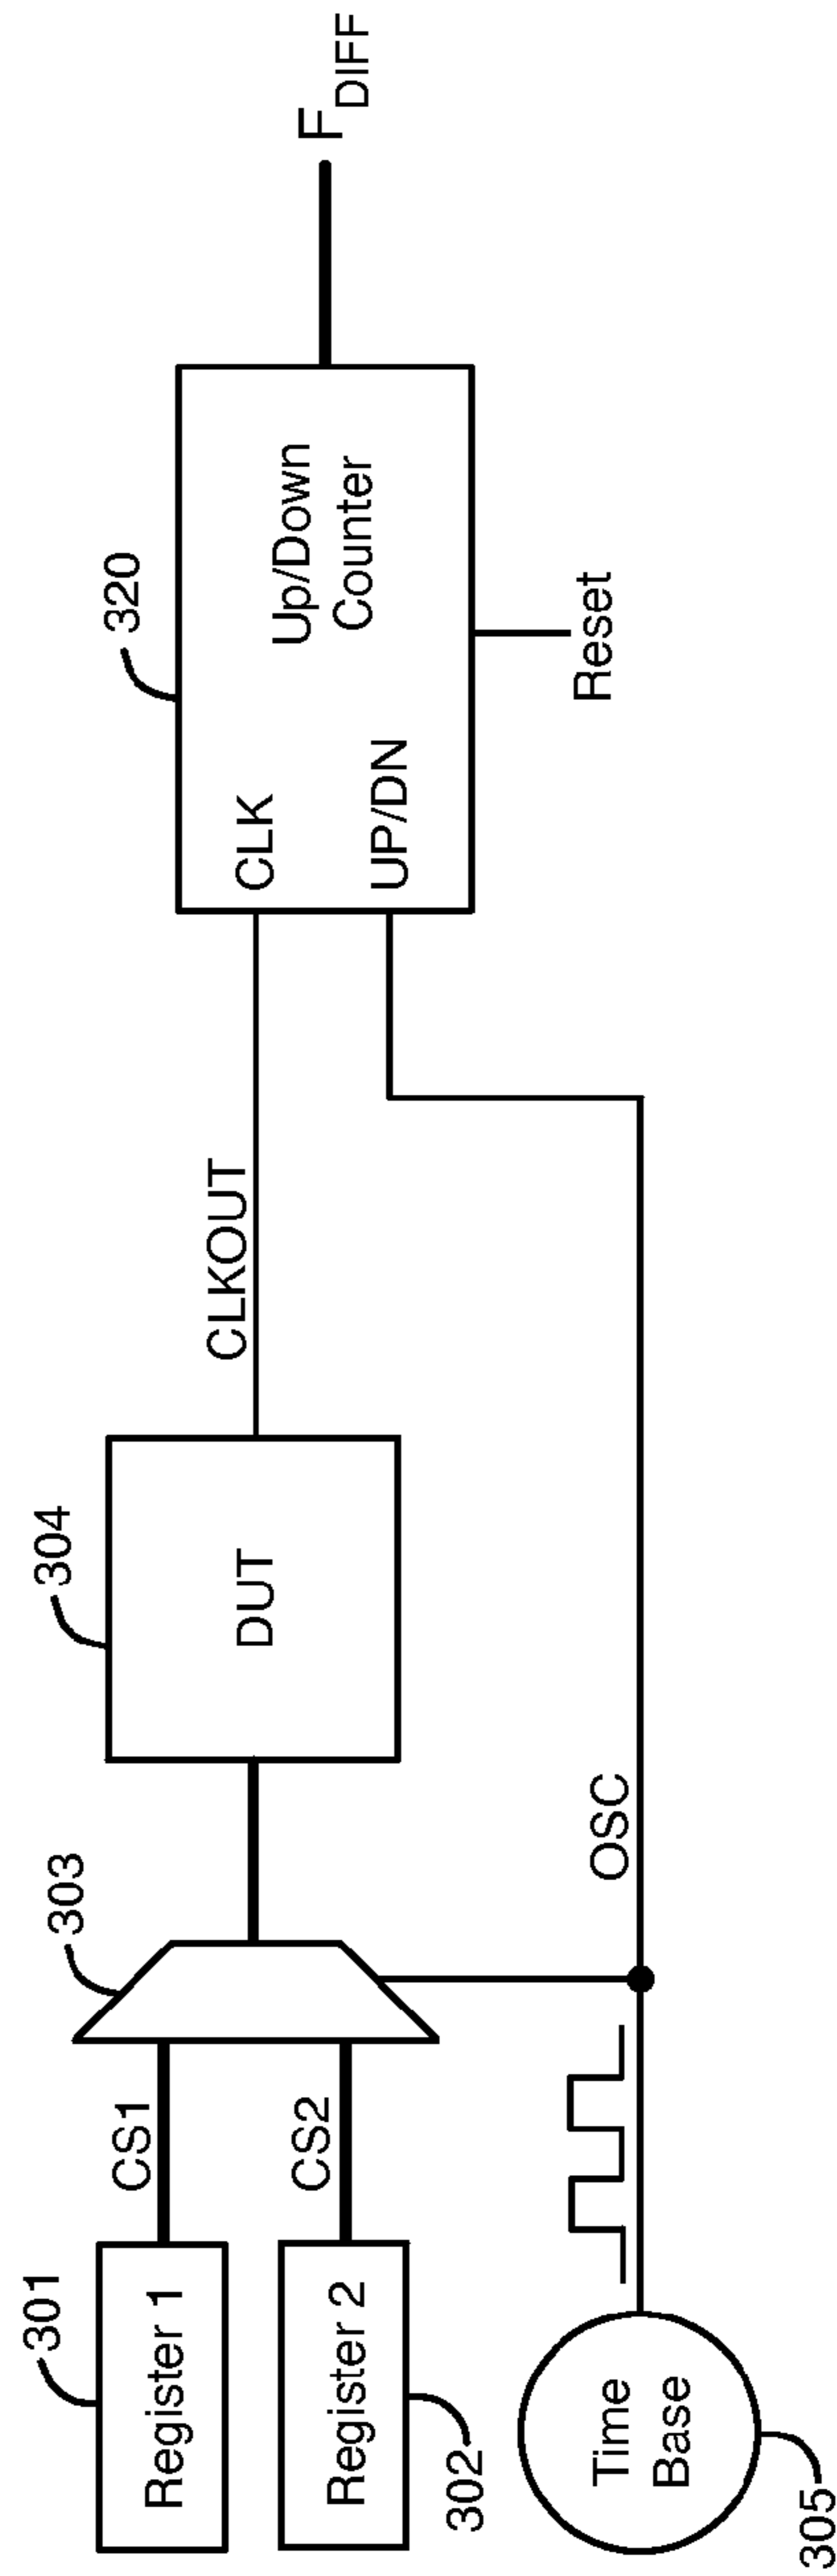 301
Register 1
CS1
303
304
DUT
CLKOUT
320
CLK
UP/DN
Up/Down
Counter
F DIFF
Reset
302
Register 2
CS2
OSC
Time
Base
305